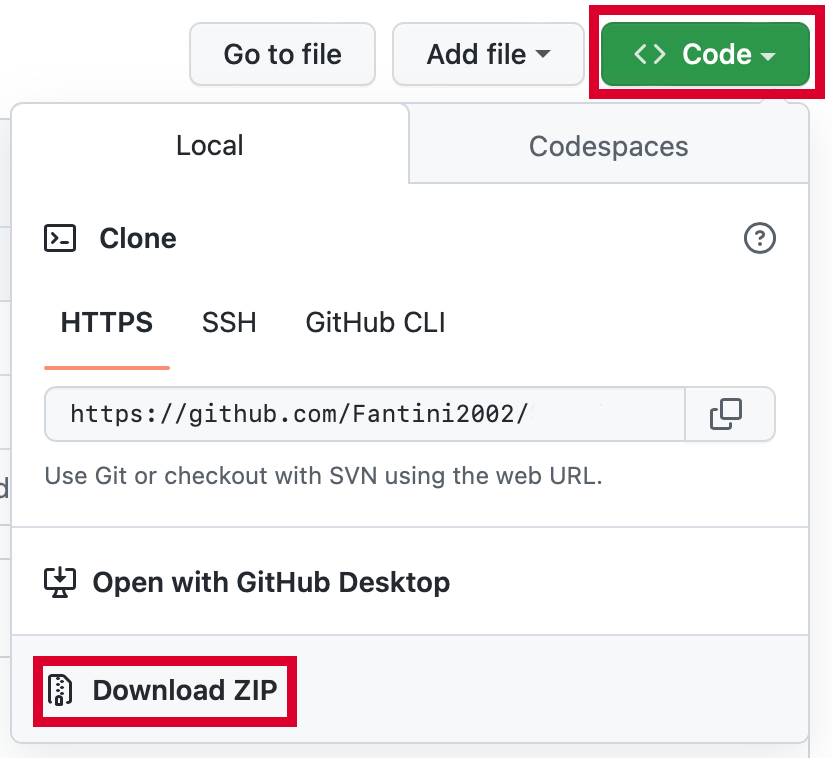 Go to file Add file <> Code
Local Codespaces
Clone
HTTPS SSH GitHub CLI
https://github.com/Fantini2002/
Use Git or checkout with SVN using the web URL.
d
Open with GitHub Desktop
Download ZIP